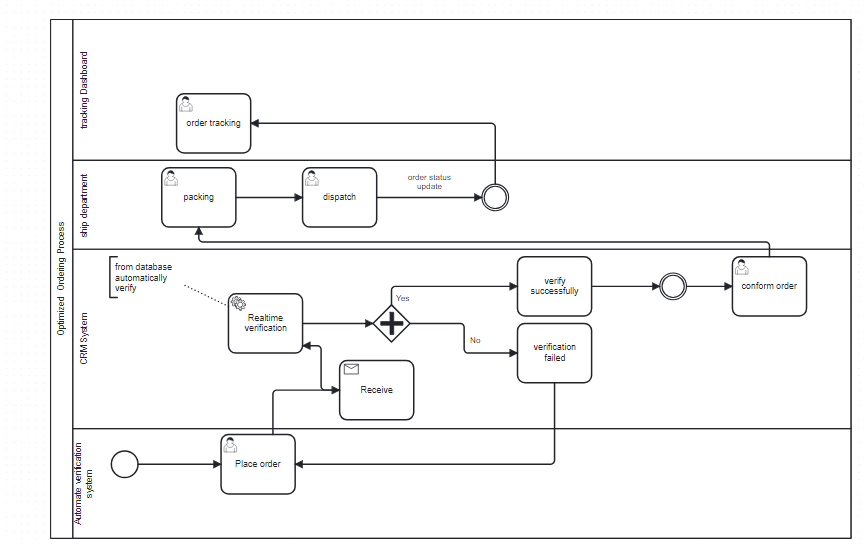 Optimized Ordering Process
tracking Dashboard
order tracking
ship department
packing
dispatch
order status
update
CRM System
from database
automatically
verify
Realtime
verification
Yes
No
verify
successfully
conform order
verification
failed
Receive
Automate verification
system
Place order